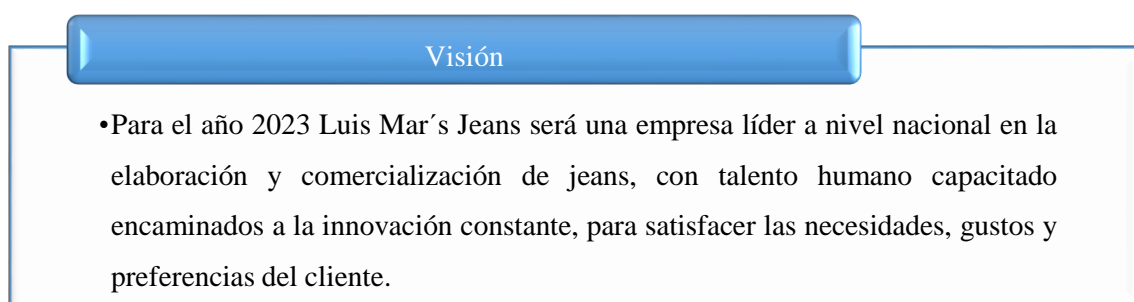 Visión
•Para el año 2023 Luis Mar´s Jeans será una empresa líder a nivel nacional en la
elaboración y comercialización de jeans, con talento humano capacitado
encaminados a la innovación constante, para satisfacer las necesidades, gustos y
preferencias del cliente.